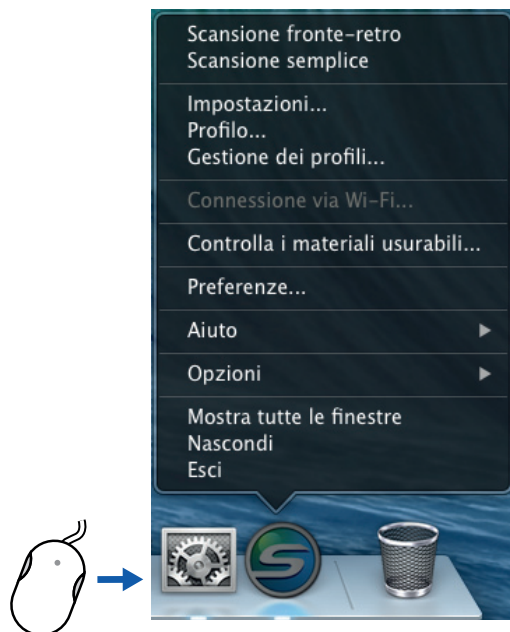 Scansione fronte-retro
Scansione semplice
Impostazioni...
Profilo...
Gestione dei profili...
Connessione via Wi-Fi...
Controlla i materiali usurabili...
Preferenze...
Aiuto
Opzioni
Mostra tutte le finestre
Nascondi
Esci